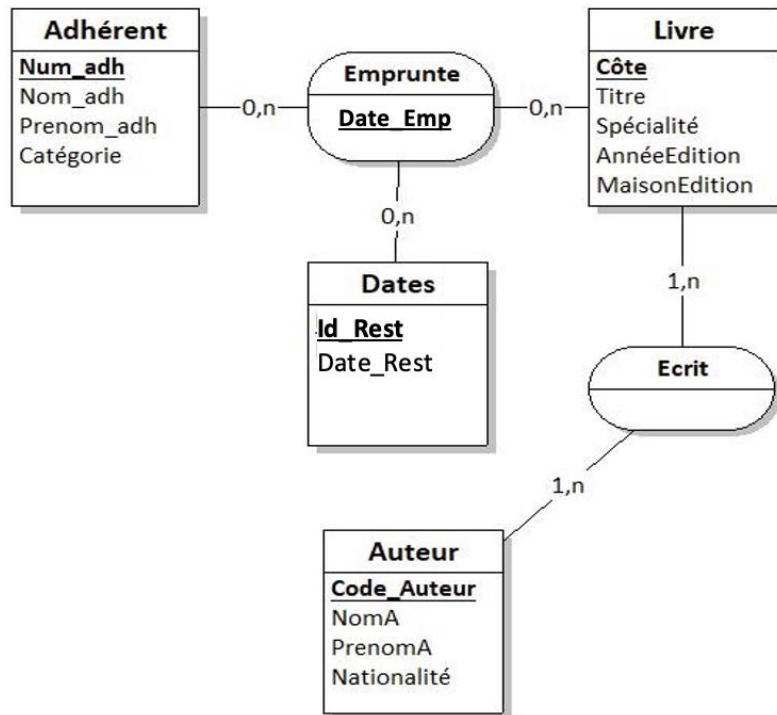 Adhérent
Num_adh
Nom_adh
Prenom_adh
Catégorie
0,n
Emprunte
Date_Emp
0,n
Livre
Côte
Titre
Spécialité
AnnéeEdition
MaisonEdition
0,n
Dates
Id_Rest
Date_Rest
1,n
Ecrit
1,n
Auteur
Code_Auteur
NomA
PrenomA
Nationalité